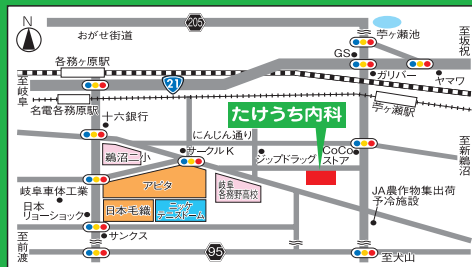 N
205
おがせ街道
苧ヶ瀬池
至坂祝
GS
各務ヶ原駅
21
ガリバー
ヤマワ
至岐阜
名電各務原駅
苧ヶ瀬駅
十六銀行
たけうち内科
にんじん通り
サークルK
CoCo
ストア
ジップドラッグ
至新鵜沼
鵜沼二小
アピタ
岐阜
各務野高校
岐阜車体工業
日本
リョーショック
日本毛織
ニッケ
テニスドーム
JA農作物集出荷
予冷施設
サンクス
至前渡
95
至犬山